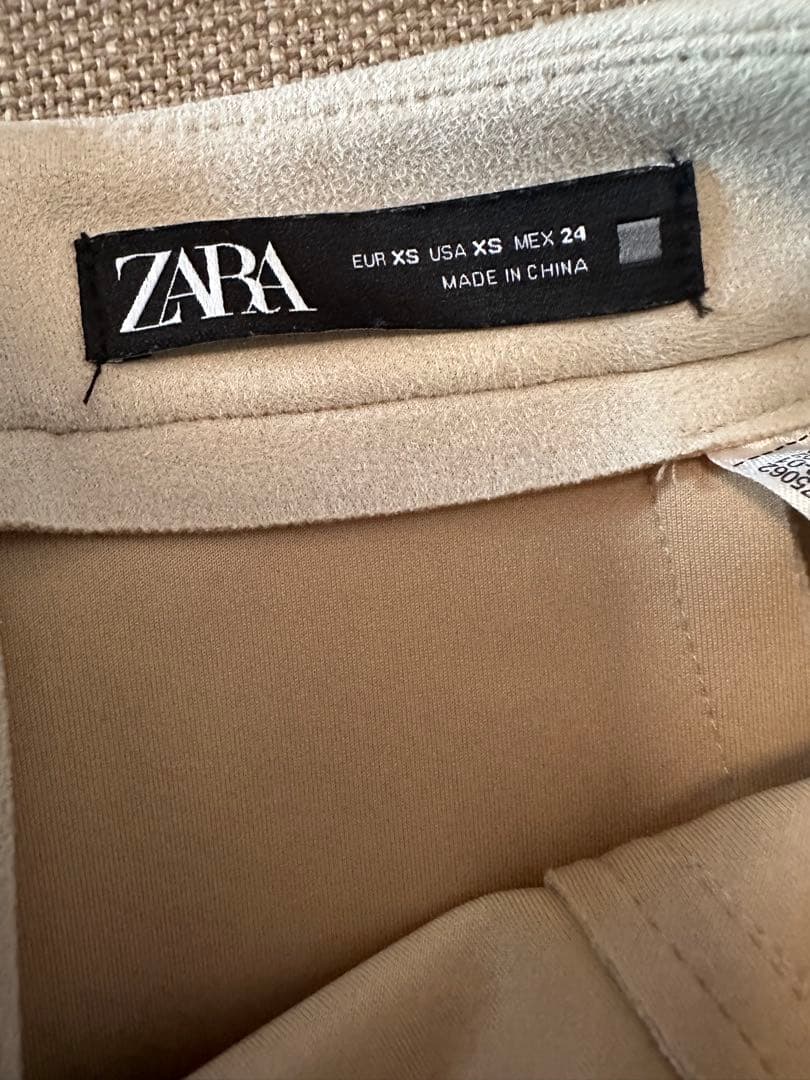 ZARA
EUR XS USA XS MEX 24
MADE IN CHINA